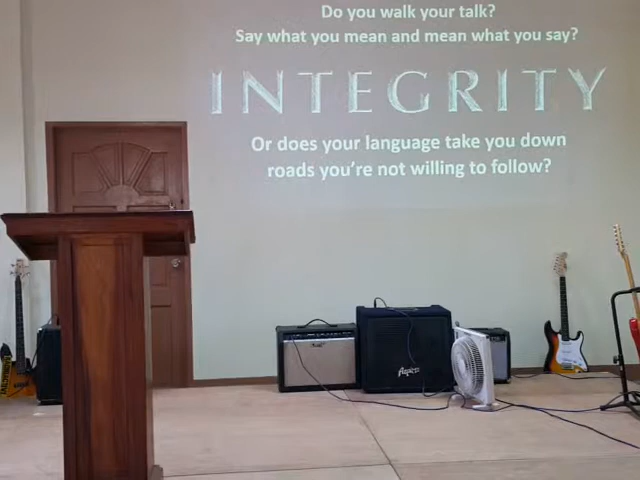 Do you walk your talk?
Say what you mean and mean what you say?
INTEGRITY
Or does your language take you down
roads you're not willing to follow?